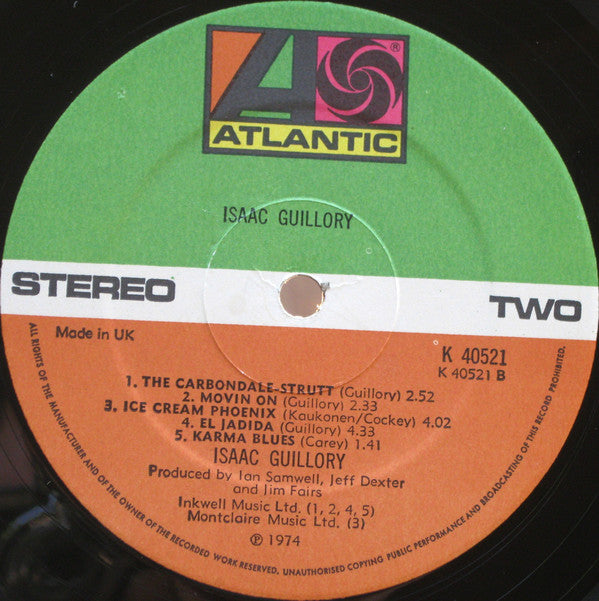 ®
ATLANTIC
ISAAC GUILLORY
STEREO
TWO
Made in UK
K 40521
K 40521 B
1. THE CARBONDALE-STRUTT (Guillory) 2.52
2. MOVIN ON (Guillory) 2.33
3. ICE CREAM PHOENIX (Kaukonen/Cockey) 4.02
4. EL JADIDA (Guillory) 4.33
5. KARMA BLUES (Carey) 1.41
ISAAC GUILLORY
Produced by Ian Samwell, Jeff Dexter
and Jim Fairs
Inkwell Music Ltd. (1, 2, 4, 5)
Montclaire Music Ltd. (3)
℗ 1974
ALL RIGHTS OF THE MANUFACTURER AND OF THE OWNER OF THE RECORDED WORK RESERVED, UNAUTHORISED COPYING PUBLIC PERFORMANCE AND BROADCASTING OF THIS RECORD PROHIBITED.